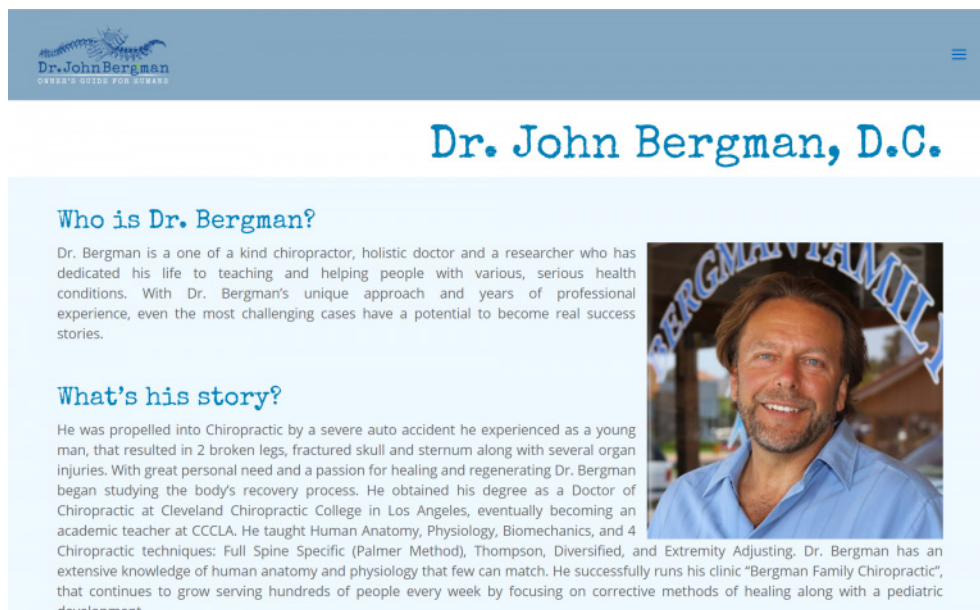 Dr.JohnBergman
OWNER'S GUIDE FOR HUMANS
Dr. John Bergman, D.C.
Who is Dr. Bergman?
Dr. Bergman is a one of a kind chiropractor, holistic doctor and a researcher who has
dedicated his life to teaching and helping people with various, serious health
conditions. With Dr. Bergman's unique approach and years of professional
experience, even the most challenging cases have a potential to become real success
stories.
BERGMAN FAMILY
What's his story?
He was propelled into Chiropractic by a severe auto accident he experienced as a young
man, that resulted in 2 broken legs, fractured skull and sternum along with several organ
injuries. With great personal need and a passion for healing and regenerating Dr. Bergman
began studying the body's recovery process. He obtained his degree as a Doctor of
Chiropractic at Cleveland Chiropractic College in Los Angeles, eventually becoming an
academic teacher at CCCLA. He taught Human Anatomy, Physiology, Biomechanics, and 4
Chiropractic techniques: Full Spine Specific (Palmer Method), Thompson, Diversified, and Extremity Adjusting. Dr. Bergman has an
extensive knowledge of human anatomy and physiology that few can match. He successfully runs his clinic “Bergman Family Chiropractic”,
that continues to grow serving hundreds of people every week by focusing on corrective methods of healing along with a pediatric
development